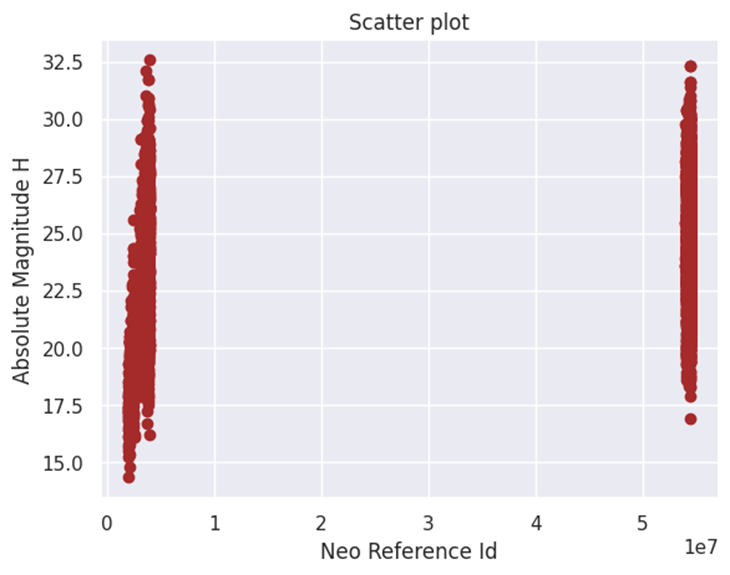 Scatter plot
Absolute Magnitude H
32.5
30.0
27.5
25.0
22.5
20.0
17.5
15.0
0 1 2 3 4 5
1e7
Neo Reference Id